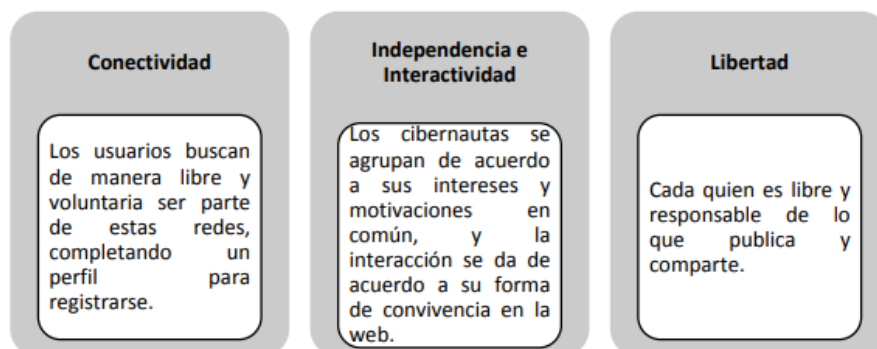 Conectividad
Los usuarios buscan
de manera libre y
voluntaria ser parte
de estas redes,
completando un
perfil para
registrarse.
Independencia e
Interactividad
Los cibernautas se
agrupan de acuerdo
a sus intereses y
motivaciones en
común, y la
interacción se da de
acuerdo a su forma
de convivencia en la
web.
Libertad
Cada quien es libre y
responsable de lo
que publica y
comparte.